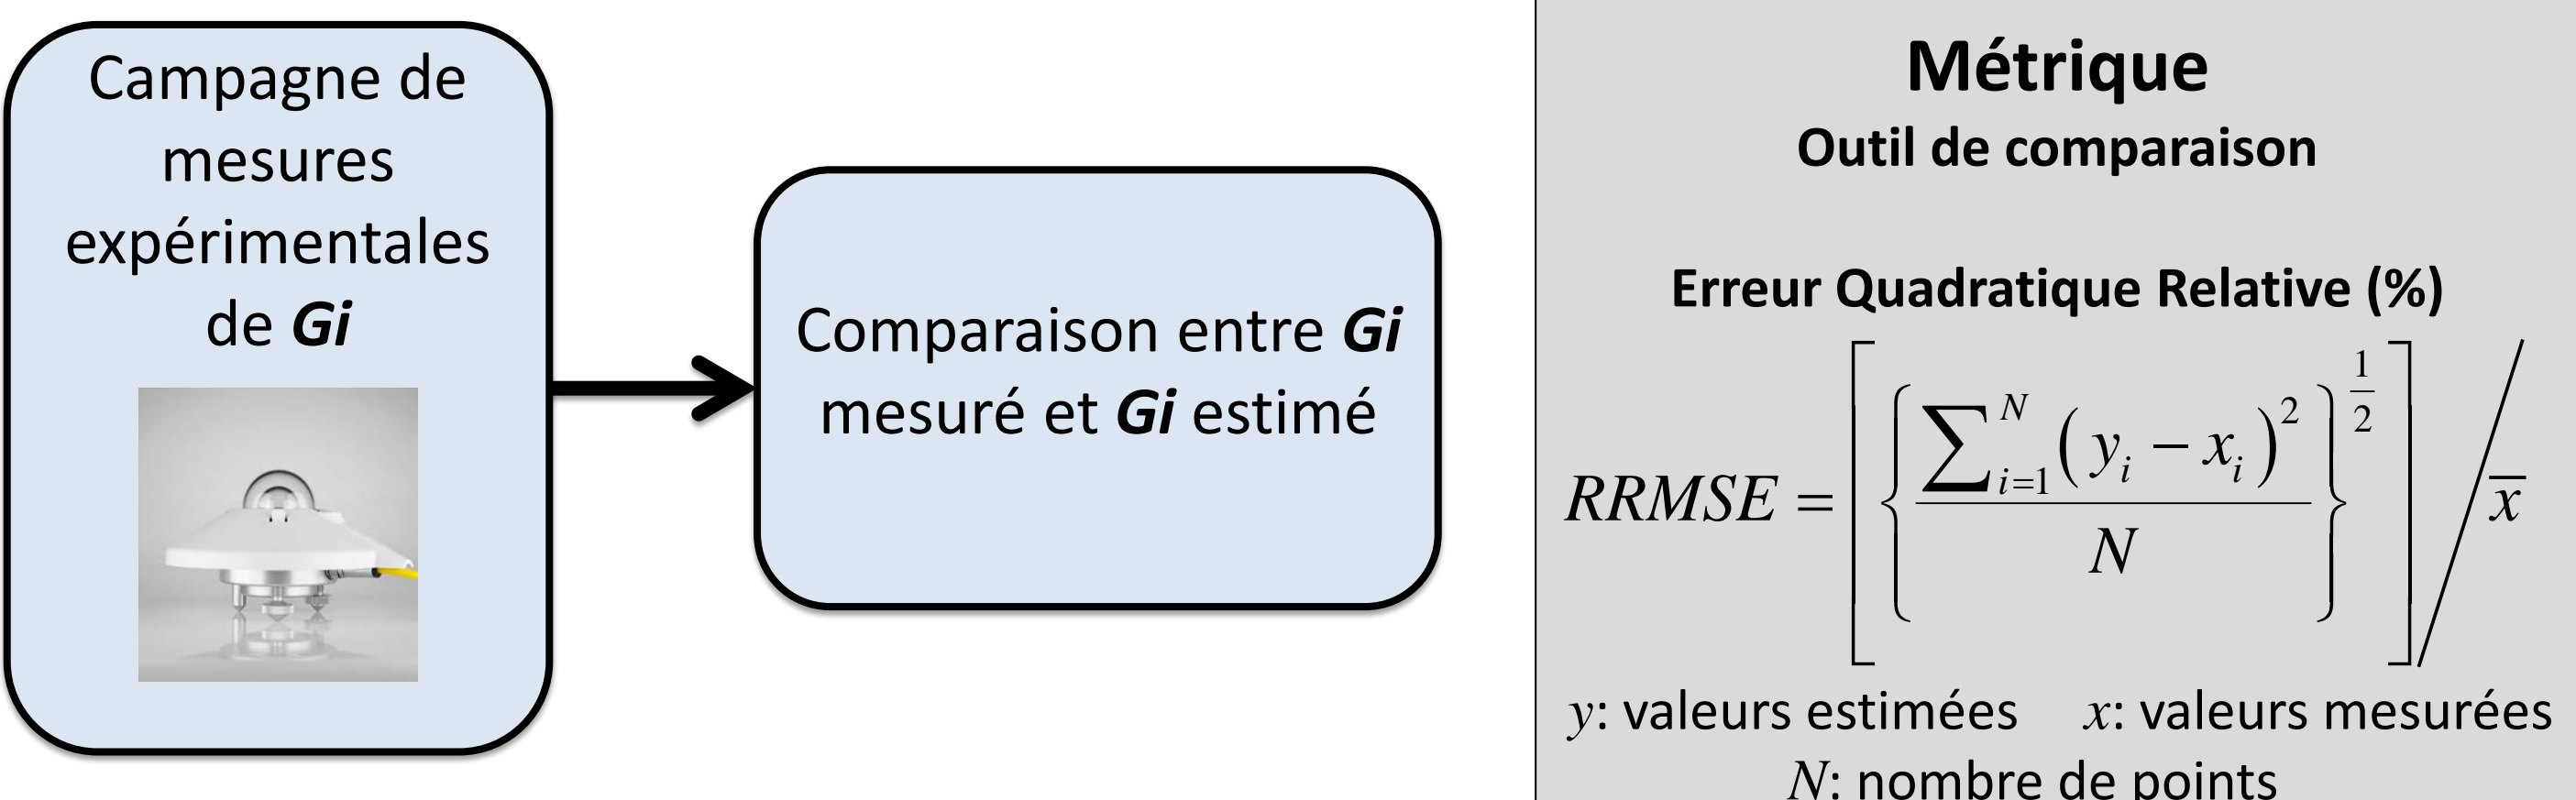 Campagne de
mesures
expérimentales
de Gi
Comparaison entre Gi
mesuré et Gi estimé
Métrique
Outil de comparaison
Erreur Quadratique Relative (%)
RRMSE = [ { ∑_{i=1}^{N} ( y_i − x_i )^2 / N }^{1/2} ] / x̄
y: valeurs estimées x: valeurs mesurées
N: nombre de points